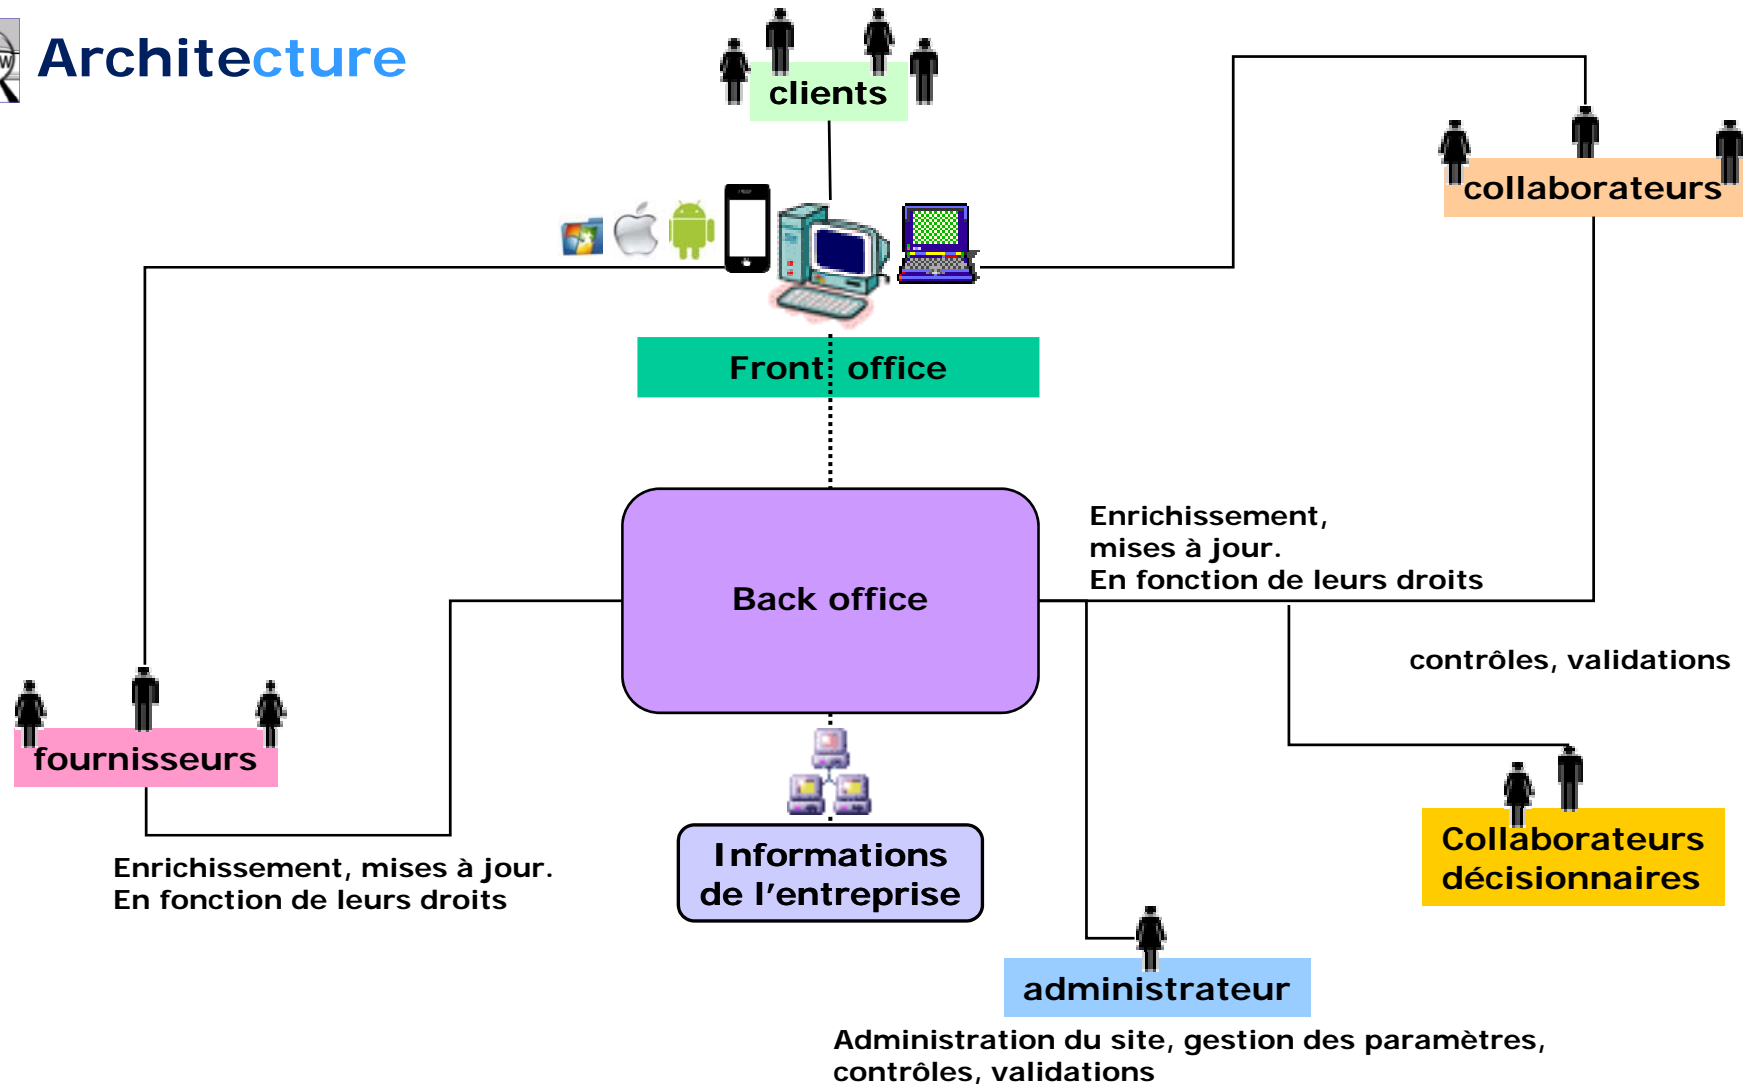 Architecture
clients
collaborateurs
Front office
Enrichissement,
mises à jour.
En fonction de leurs droits
Back office
contrôles, validations
fournisseurs
Enrichissement, mises à jour.
En fonction de leurs droits
Informations
de l’entreprise
Collaborateurs
décisionnaires
administrateur
Administration du site, gestion des paramètres,
contrôles, validations